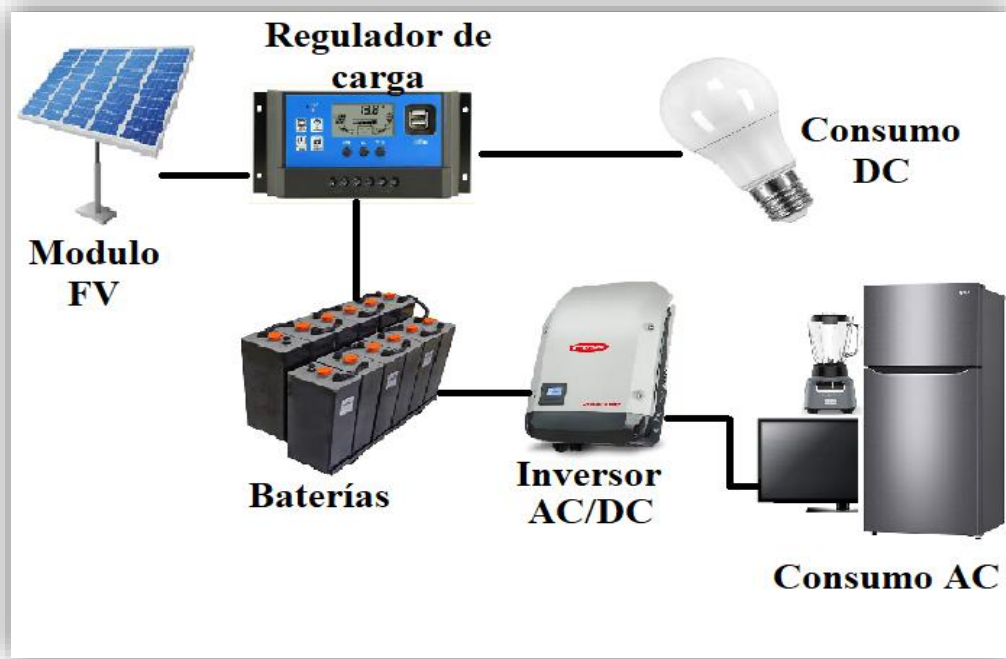 Regulador de
carga
Modulo
FV
Consumo
DC
Baterías
Inversor
AC/DC
Consumo AC